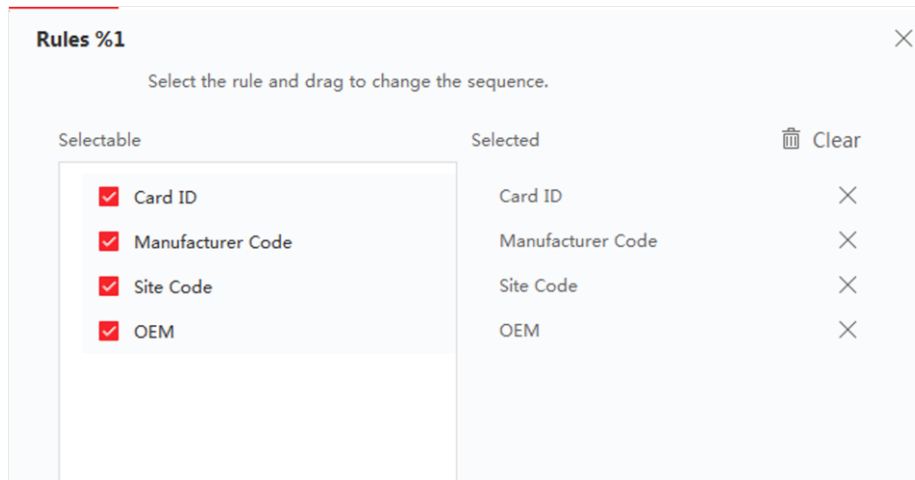 Rules %1
Select the rule and drag to change the sequence.
Selectable
Selected
Clear
Card ID
Card ID
Manufacturer Code
Manufacturer Code
Site Code
Site Code
OEM
OEM